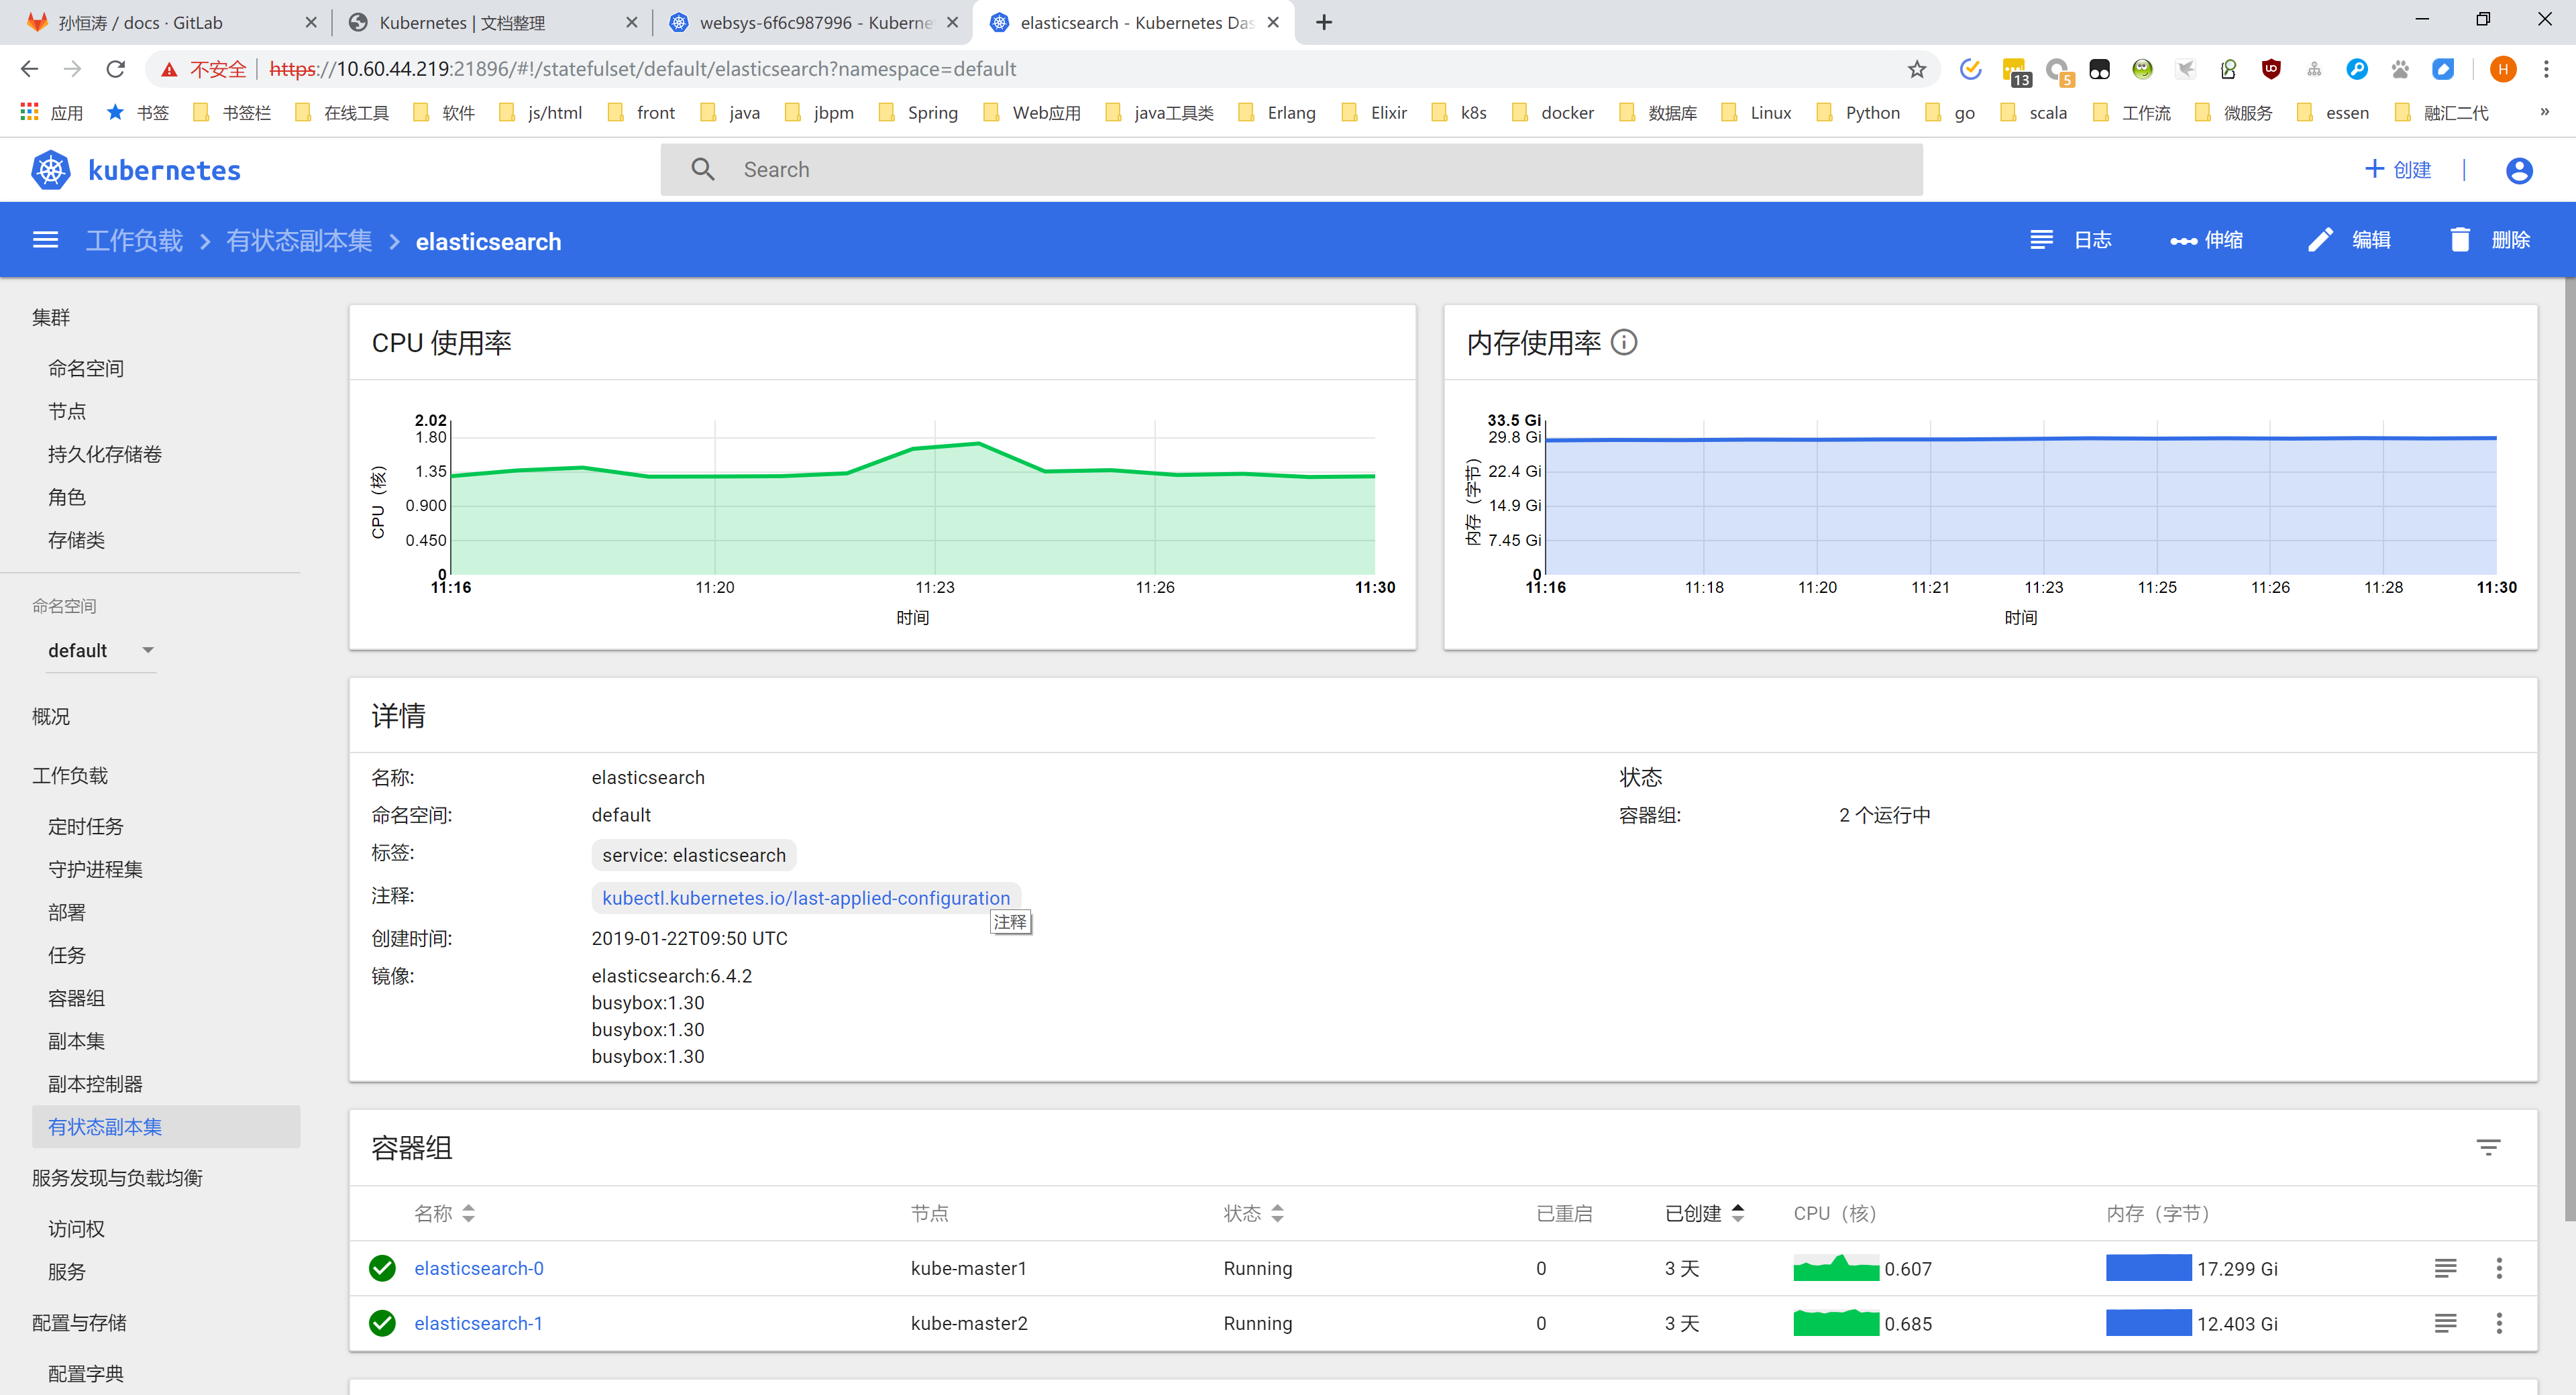 孙恒涛 / docs · GitLab
Kubernetes | 文档整理
websys-6f6c987996 - Kuberne
elasticsearch - Kubernetes Das
不安全 https://10.60.44.219:21896/#!/statefulset/default/elasticsearch?namespace=default
13
5
H
应用 书签 书签栏 在线工具 软件 js/html front java jbpm Spring Web应用 java工具类 Erlang Elixir k8s docker 数据库 Linux Python go scala 工作流 微服务 essen 融汇二代 »
kubernetes
Search
+ 创建
工作负载 > 有状态副本集 > elasticsearch
日志 伸缩 编辑 删除
集群
命名空间
节点
持久化存储卷
角色
存储类
命名空间
default
概况
工作负载
定时任务
守护进程集
部署
任务
容器组
副本集
副本控制器
有状态副本集
服务发现与负载均衡
访问权
服务
配置与存储
配置字典
CPU 使用率
CPU（核）
2.02
1.80
1.35
0.900
0.450
0
11:16 11:20 11:23 11:26 11:30
时间
内存使用率
内存（字节）
33.5 Gi
29.8 Gi
22.4 Gi
14.9 Gi
7.45 Gi
0
11:16 11:18 11:20 11:21 11:23 11:25 11:26 11:28 11:30
时间
详情
名称: elasticsearch
命名空间: default
标签: service: elasticsearch
注释: kubectl.kubernetes.io/last-applied-configuration
注释
创建时间: 2019-01-22T09:50 UTC
镜像: elasticsearch:6.4.2
busybox:1.30
busybox:1.30
busybox:1.30
状态
容器组: 2 个运行中
容器组
名称 节点 状态 已重启 已创建 CPU（核） 内存（字节）
elasticsearch-0 kube-master1 Running 0 3 天 0.607 17.299 Gi
elasticsearch-1 kube-master2 Running 0 3 天 0.685 12.403 Gi